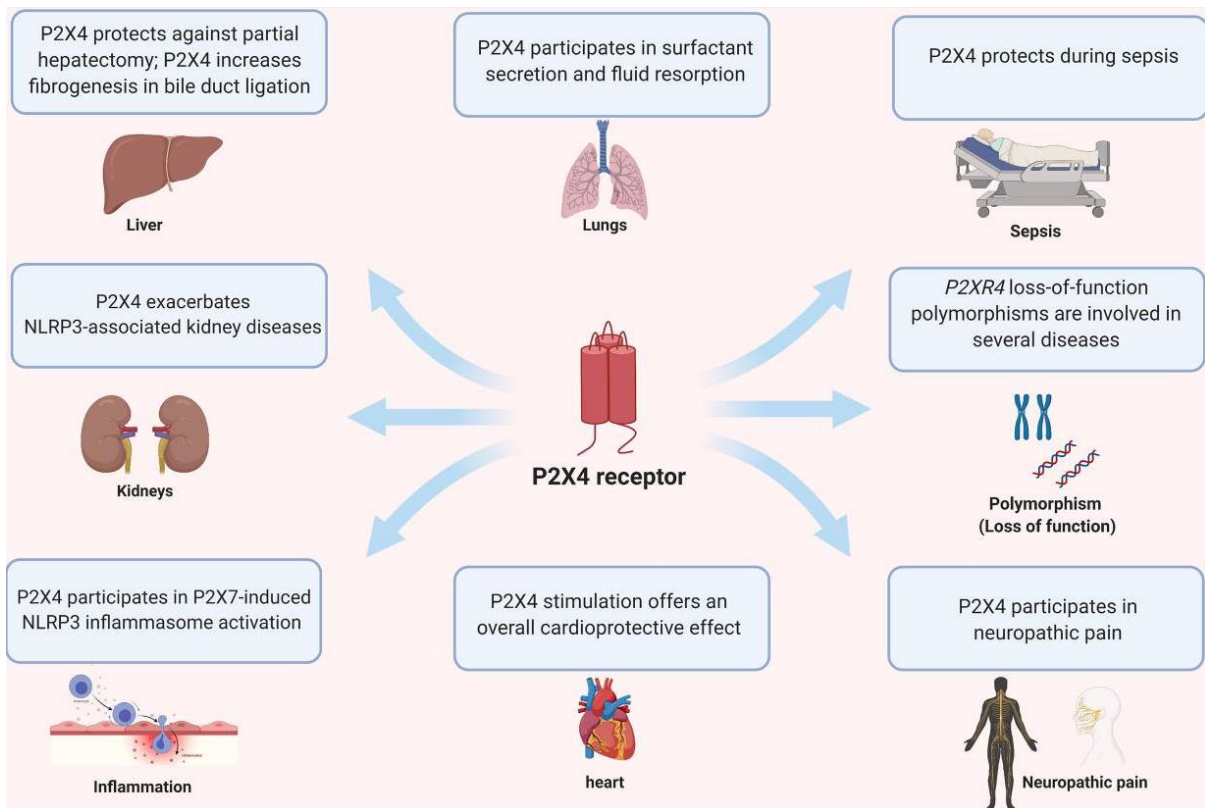 P2X4 protects against partial
hepatectomy; P2X4 increases
fibrogenesis in bile duct ligation
Liver
P2X4 participates in surfactant
secretion and fluid resorption
Lungs
P2X4 protects during sepsis
Sepsis
P2X4 exacerbates
NLRP3-associated kidney diseases
Kidneys
P2X4 receptor
P2XR4 loss-of-function
polymorphisms are involved in
several diseases
Polymorphism
(Loss of function)
P2X4 participates in P2X7-induced
NLRP3 inflammasome activation
Inflammation
P2X4 stimulation offers an
overall cardioprotective effect
heart
P2X4 participates in
neuropathic pain
Neuropathic pain